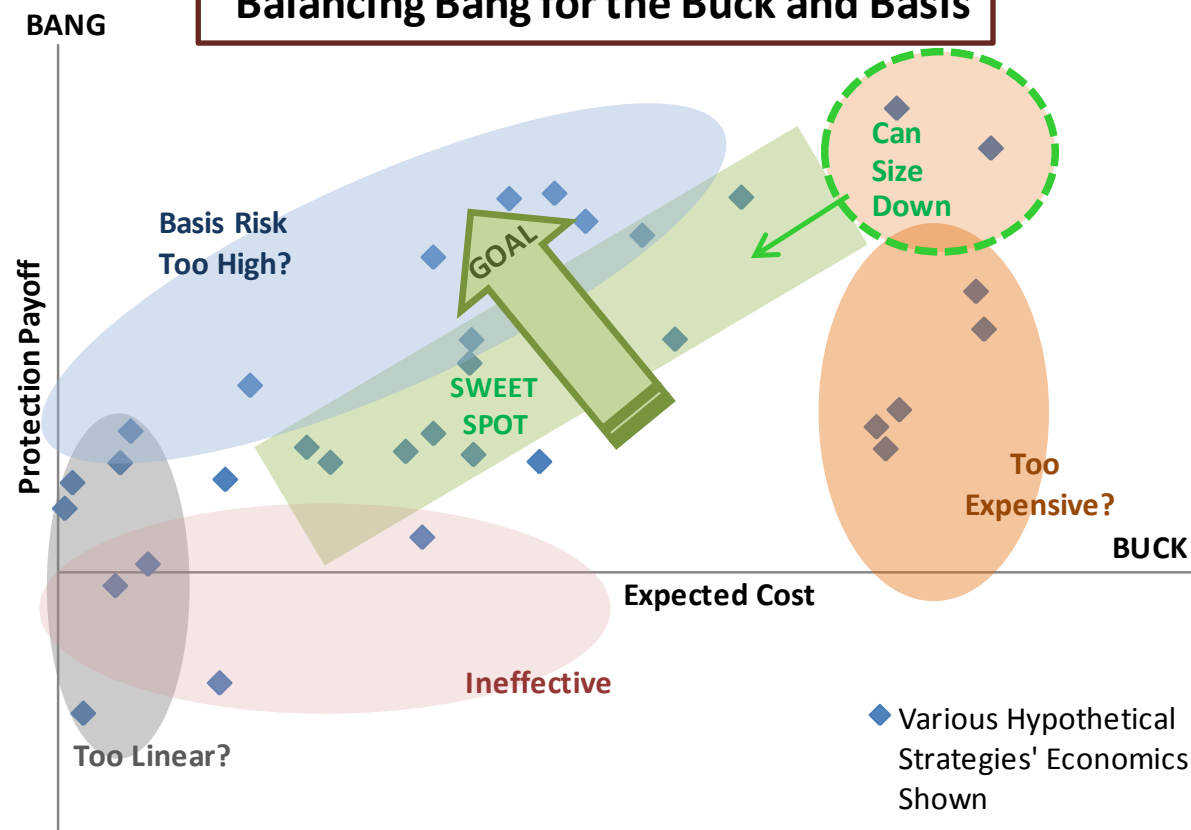 Balancing Bang for the Buck and Basis
BANG
Can
Size
Down
Basis Risk
Too High?
GOAL
Protection Payoff
SWEET
SPOT
Too
Expensive?
BUCK
Expected Cost
Ineffective
Too Linear?
Various Hypothetical
Strategies' Economics
Shown